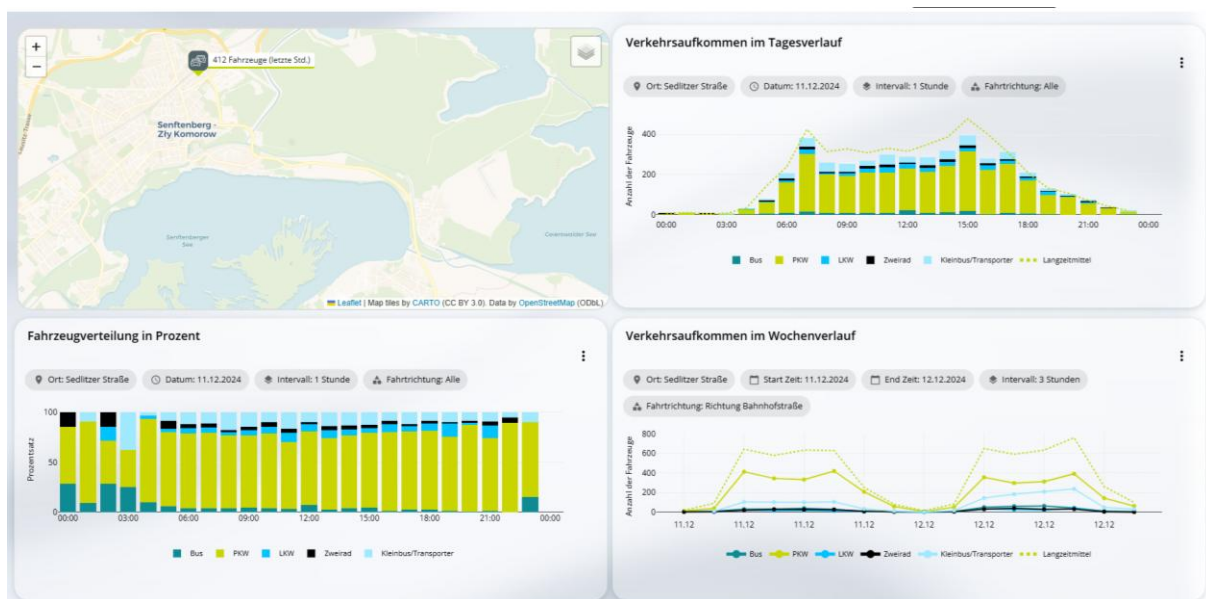 +
−
412 Fahrzeuge (letzte Std.)
Senftenberg -
Zły Komorow
Senftenberger
See
Geierswalder See
Leaflet | Map tiles by CARTO (CC BY 3.0). Data by OpenStreetMap (ODbL)
Verkehrsaufkommen im Tagesverlauf
Ort: Sedlitzer Straße Datum: 11.12.2024 Intervall: 1 Stunde Fahrtrichtung: Alle
Anzahl der Fahrzeuge
400
200
0
00:00 03:00 06:00 09:00 12:00 15:00 18:00 21:00 00:00
Bus PKW LKW Zweirad Kleinbus/Transporter Langzeitmittel
Fahrzeugverteilung in Prozent
Ort: Sedlitzer Straße Datum: 11.12.2024 Intervall: 1 Stunde Fahrtrichtung: Alle
Prozentsatz
100
50
0
00:00 03:00 06:00 09:00 12:00 15:00 18:00 21:00 00:00
Bus PKW LKW Zweirad Kleinbus/Transporter
Verkehrsaufkommen im Wochenverlauf
Ort: Sedlitzer Straße Start Zeit: 11.12.2024 End Zeit: 12.12.2024 Intervall: 3 Stunden
Fahrtrichtung: Richtung Bahnhofstraße
Anzahl der Fahrzeuge
800
600
400
200
0
11.12 11.12 11.12 11.12 12.12 12.12 12.12 12.12
Bus PKW LKW Zweirad Kleinbus/Transporter Langzeitmittel